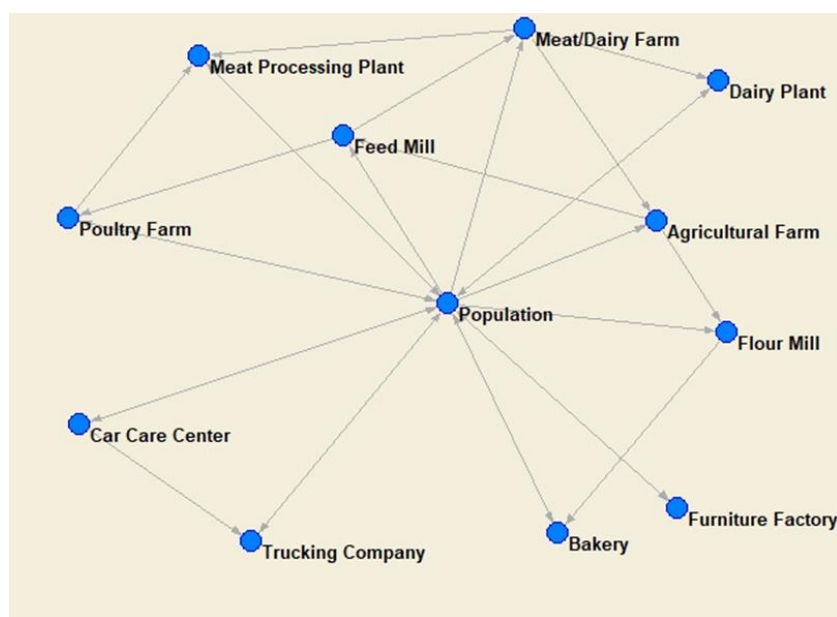 Meat/Dairy Farm
Meat Processing Plant
Dairy Plant
Feed Mill
Poultry Farm
Agricultural Farm
Population
Flour Mill
Car Care Center
Furniture Factory
Bakery
Trucking Company